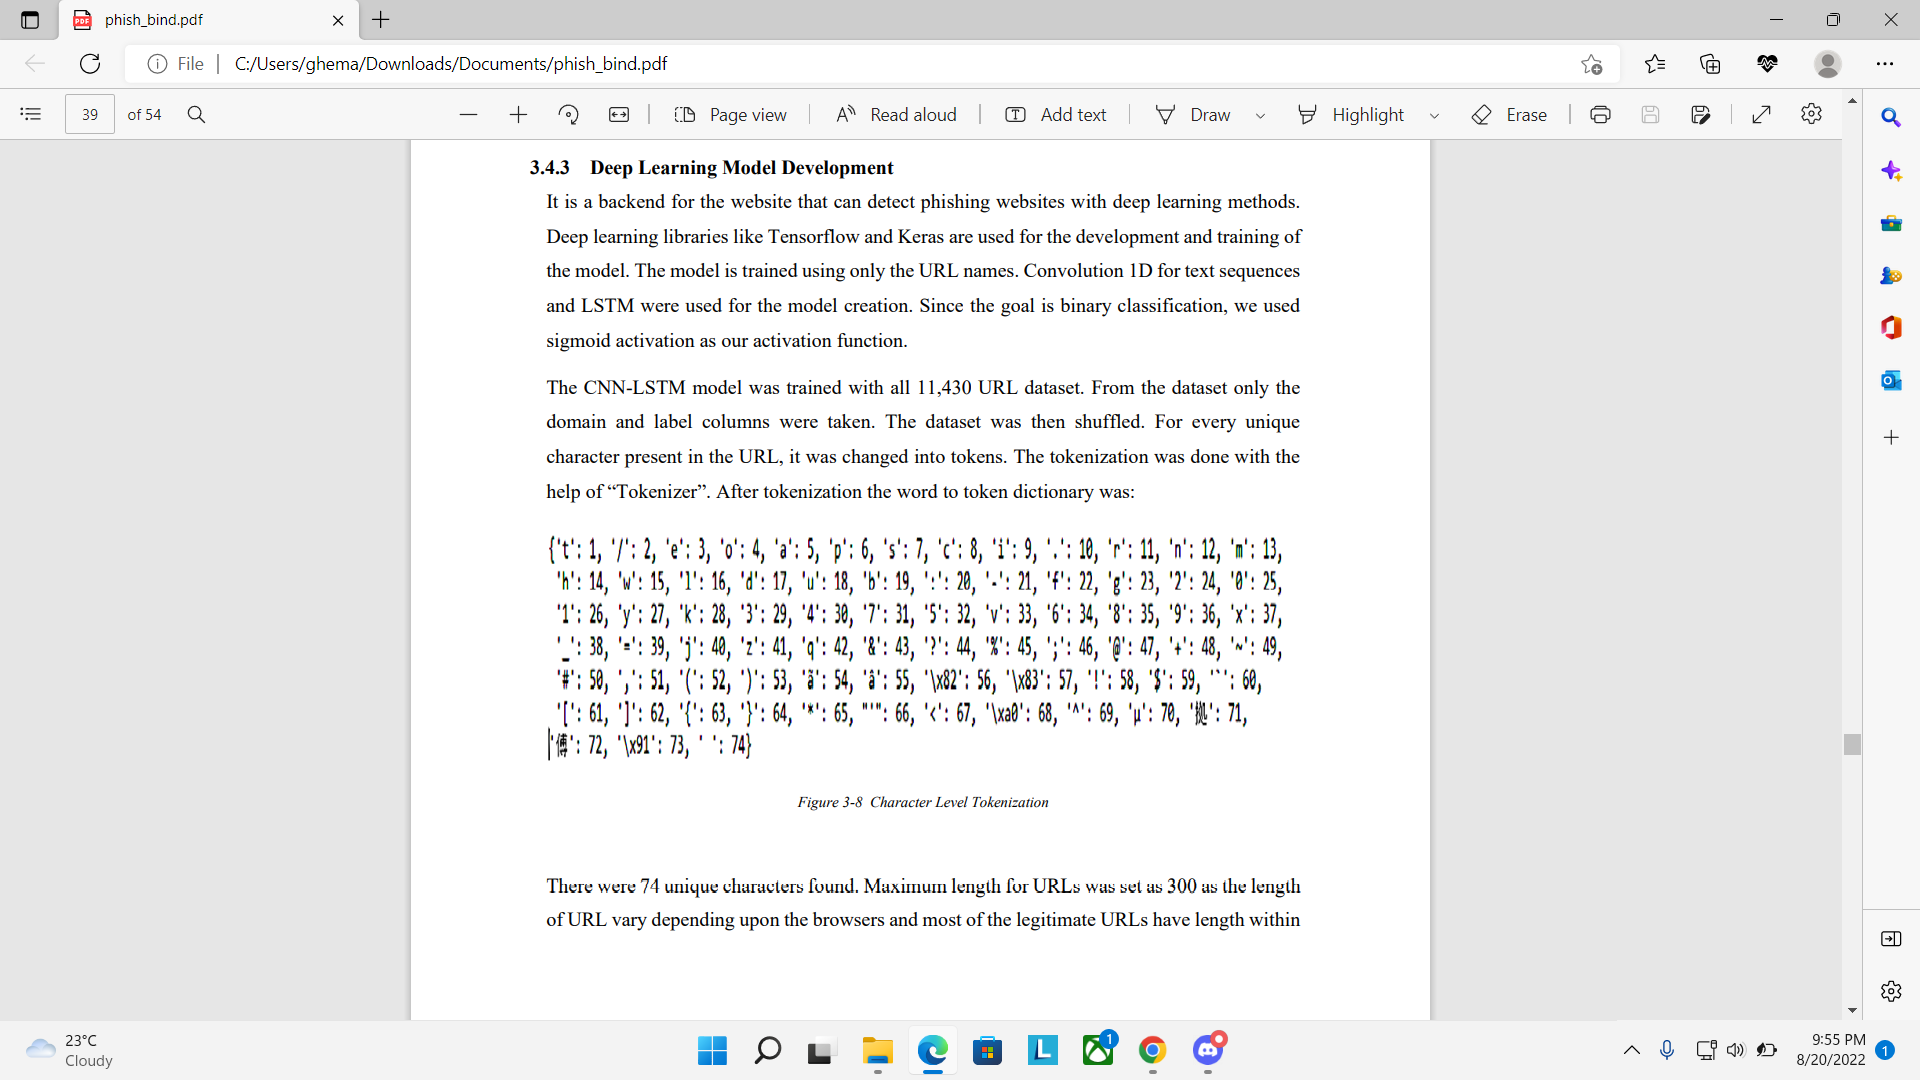 phish_bind.pdf
File
C:/Users/ghema/Downloads/Documents/phish_bind.pdf
39 of 54
Page view
Read aloud
Add text
Draw
Highlight
Erase
3.4.3 Deep Learning Model Development
It is a backend for the website that can detect phishing websites with deep learning methods.
Deep learning libraries like Tensorflow and Keras are used for the development and training of
the model. The model is trained using only the URL names. Convolution 1D for text sequences
and LSTM were used for the model creation. Since the goal is binary classification, we used
sigmoid activation as our activation function.
The CNN-LSTM model was trained with all 11,430 URL dataset. From the dataset only the
domain and label columns were taken. The dataset was then shuffled. For every unique
character present in the URL, it was changed into tokens. The tokenization was done with the
help of “Tokenizer”. After tokenization the word to token dictionary was:
{'t': 1, '/': 2, 'e': 3, 'o': 4, 'a': 5, 'p': 6, 's': 7, 'c': 8, 'i': 9, '.': 10, 'r': 11, 'n': 12, 'm': 13,
'h': 14, 'w': 15, 'l': 16, 'd': 17, 'u': 18, 'b': 19, ':': 20, '-': 21, 'f': 22, 'g': 23, '2': 24, '0': 25,
'1': 26, 'y': 27, 'k': 28, '3': 29, '4': 30, '7': 31, '5': 32, 'v': 33, '6': 34, '8': 35, '9': 36, 'x': 37,
'_': 38, '=': 39, 'j': 40, 'z': 41, 'q': 42, '&': 43, '?': 44, '%': 45, ';': 46, '@': 47, '+': 48, '~': 49,
'#': 50, ',': 51, '(': 52, ')': 53, 'ã': 54, 'â': 55, '\x82': 56, '\x83': 57, '!': 58, '$': 59, '`': 60,
'[': 61, ']': 62, '{': 63, '}': 64, '*': 65, "'": 66, '<': 67, '\xa0': 68, '^': 69, 'µ': 70, '拠': 71,
'傅': 72, '\x91': 73, ' ': 74}
Figure 3-8 Character Level Tokenization
There were 74 unique characters found. Maximum length for URLs was set as 300 as the length
of URL vary depending upon the browsers and most of the legitimate URLs have length within
23°C
Cloudy
1
9:55 PM
8/20/2022
1